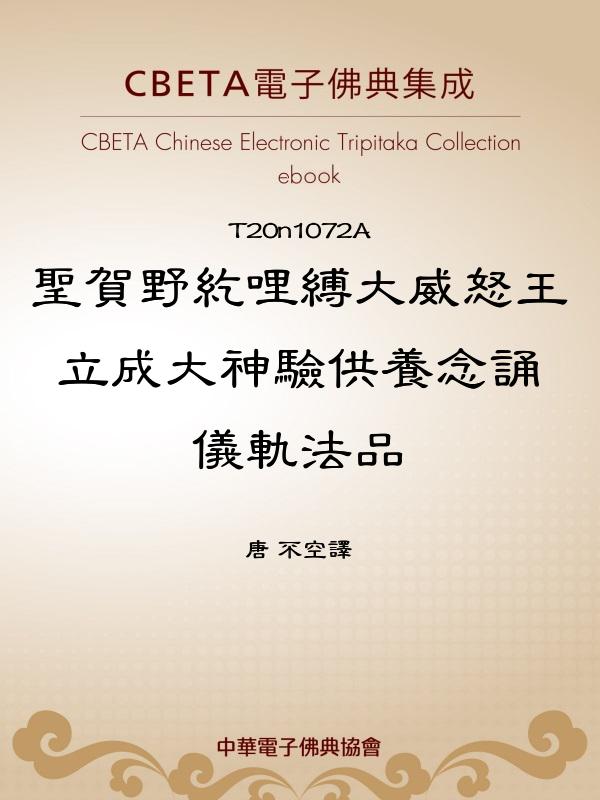 CBETA電子佛典集成
CBETA Chinese Electronic Tripitaka Collection
ebook
T20n1072A
聖賀野紇哩縛大威怒王
立成大神驗供養念誦
儀軌法品
唐 不空譯
中華電子佛典協會